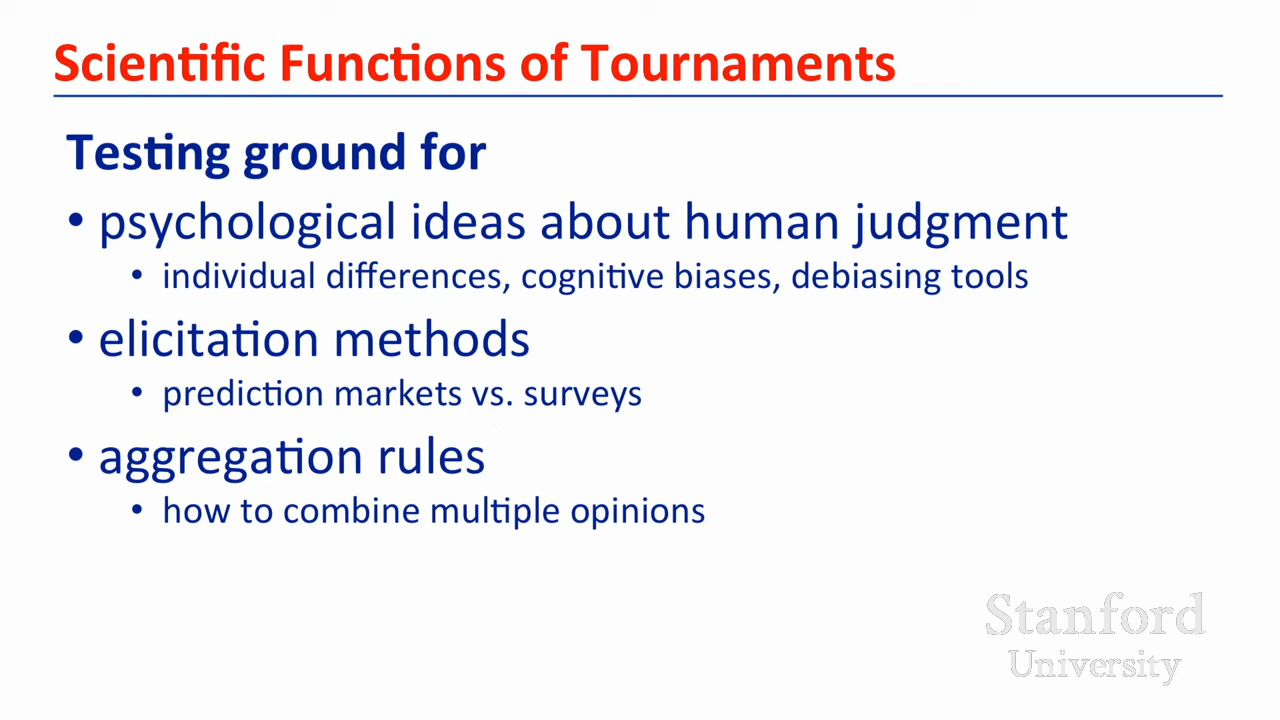 Scientific Functions of Tournaments
Testing ground for
• psychological ideas about human judgment
• individual differences, cognitive biases, debiasing tools
• elicitation methods
• prediction markets vs. surveys
• aggregation rules
• how to combine multiple opinions
Stanford
University